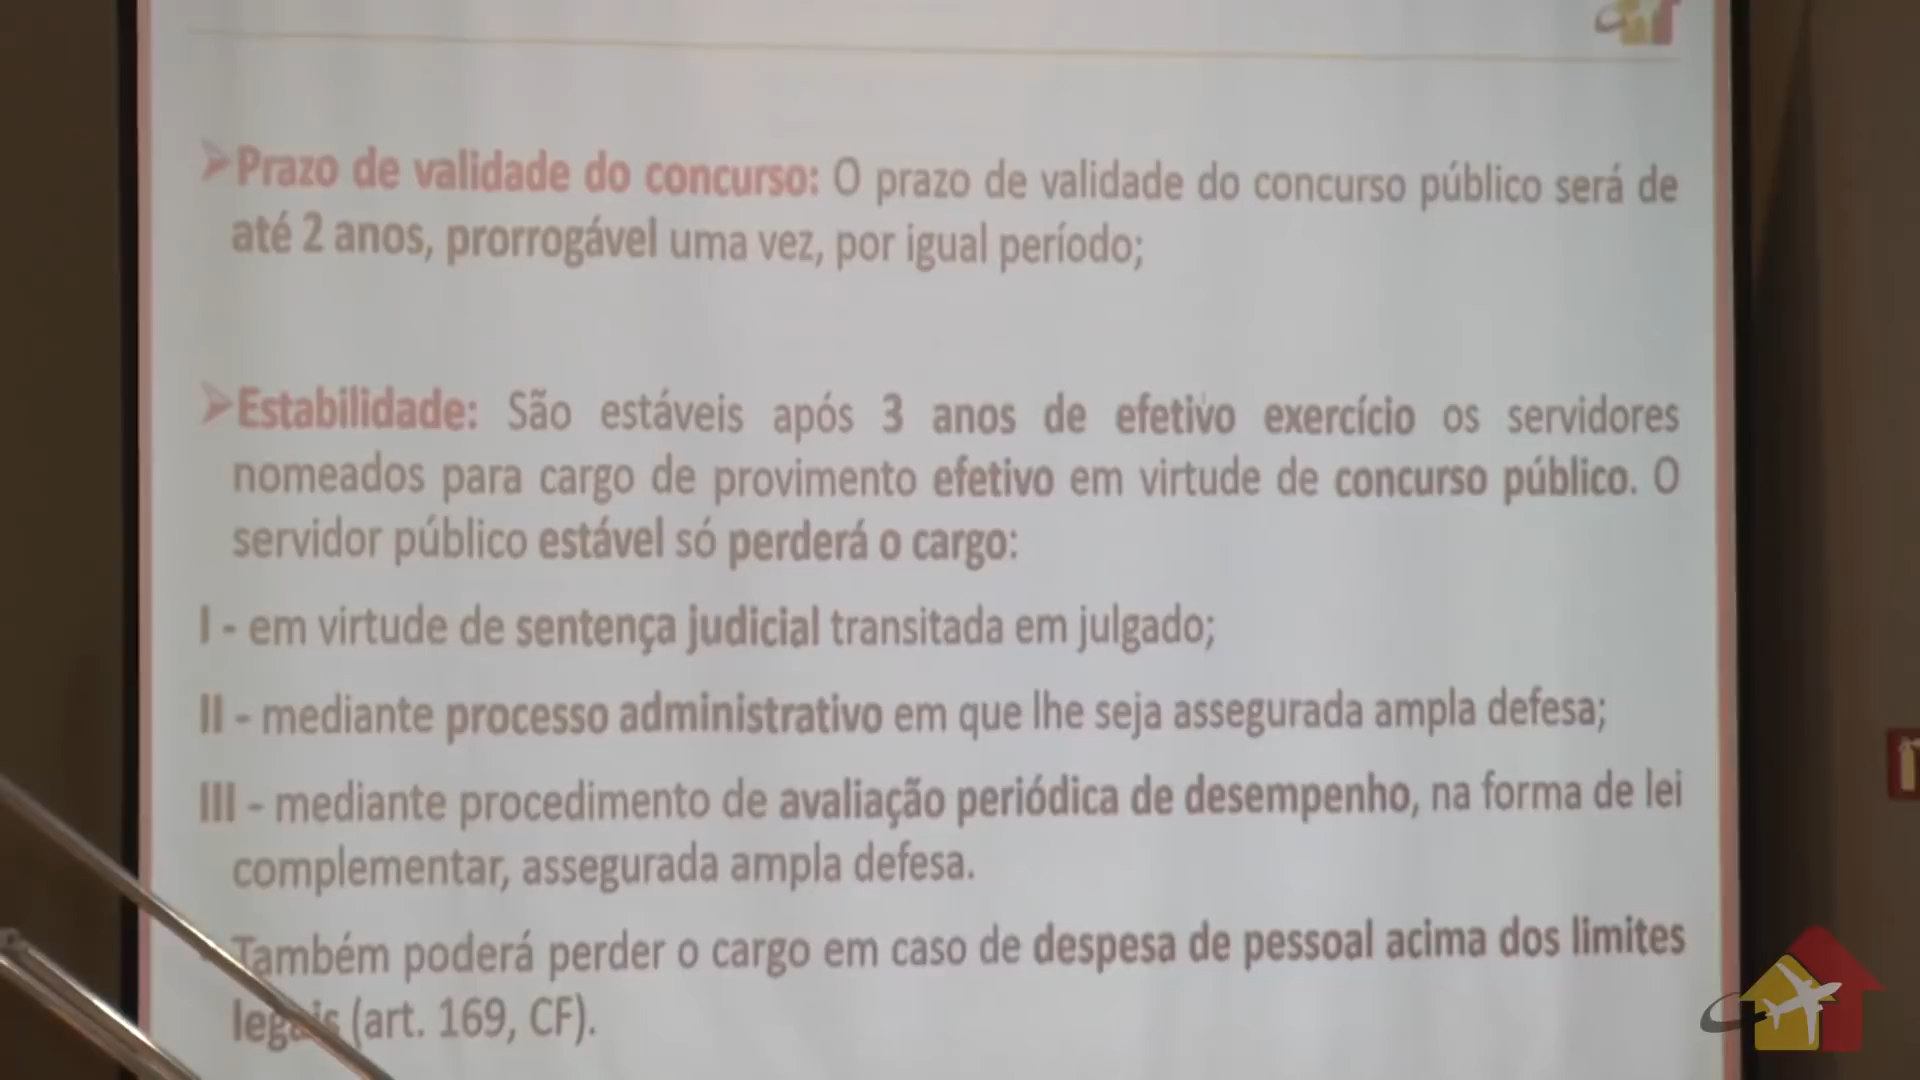 ➢Prazo de validade do concurso: O prazo de validade do concurso público será de
até 2 anos, prorrogável uma vez, por igual período;
➢Estabilidade: São estáveis após 3 anos de efetivo exercício os servidores
nomeados para cargo de provimento efetivo em virtude de concurso público. O
servidor público estável só perderá o cargo:
I - em virtude de sentença judicial transitada em julgado;
II - mediante processo administrativo em que lhe seja assegurada ampla defesa;
III - mediante procedimento de avaliação periódica de desempenho, na forma de lei
complementar, assegurada ampla defesa.
Também poderá perder o cargo em caso de despesa de pessoal acima dos limites
legais (art. 169, CF).